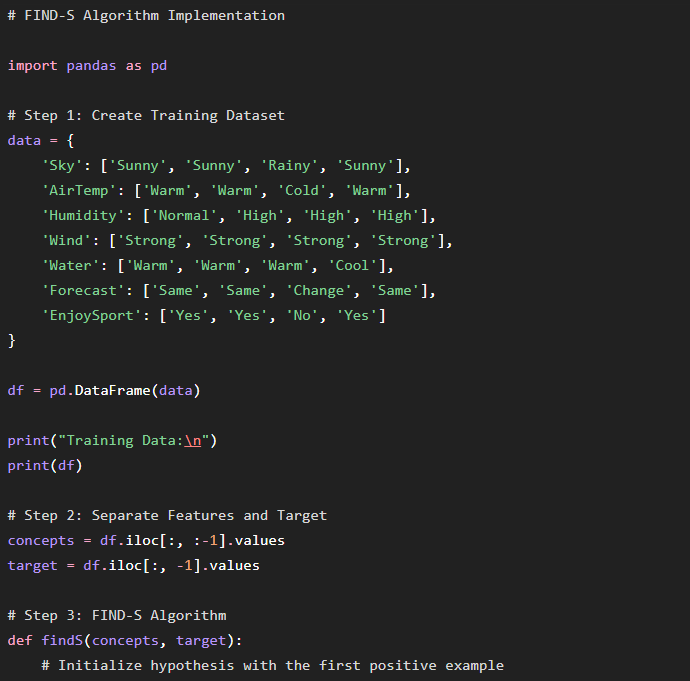 # FIND-S Algorithm Implementation
import pandas as pd
# Step 1: Create Training Dataset
data = {
    'Sky': ['Sunny', 'Sunny', 'Rainy', 'Sunny'],
    'AirTemp': ['Warm', 'Warm', 'Cold', 'Warm'],
    'Humidity': ['Normal', 'High', 'High', 'High'],
    'Wind': ['Strong', 'Strong', 'Strong', 'Strong'],
    'Water': ['Warm', 'Warm', 'Warm', 'Cool'],
    'Forecast': ['Same', 'Same', 'Change', 'Same'],
    'EnjoySport': ['Yes', 'Yes', 'No', 'Yes']
}
df = pd.DataFrame(data)
print("Training Data:\n")
print(df)
# Step 2: Separate Features and Target
concepts = df.iloc[:, :-1].values
target = df.iloc[:, -1].values
# Step 3: FIND-S Algorithm
def findS(concepts, target):
    # Initialize hypothesis with the first positive example